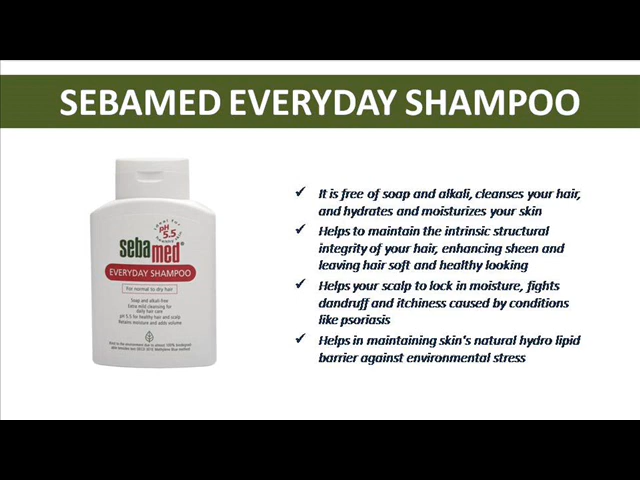 SEBAMED EVERYDAY SHAMPOO
pH
5.5
seba
med®
EVERYDAY SHAMPOO
For normal to dry hair
Soap and alkali free
Extra mild cleansing for
daily hair care
pH 5.5 for healthy hair and scalp
Retains moisture and adds volume
✓ It is free of soap and alkali, cleanses your hair,
and hydrates and moisturizes your skin
✓ Helps to maintain the intrinsic structural
integrity of your hair, enhancing sheen and
leaving hair soft and healthy looking
✓ Helps your scalp to lock in moisture, fights
dandruff and itchiness caused by conditions
like psoriasis
✓ Helps in maintaining skin's natural hydro lipid
barrier against environmental stress